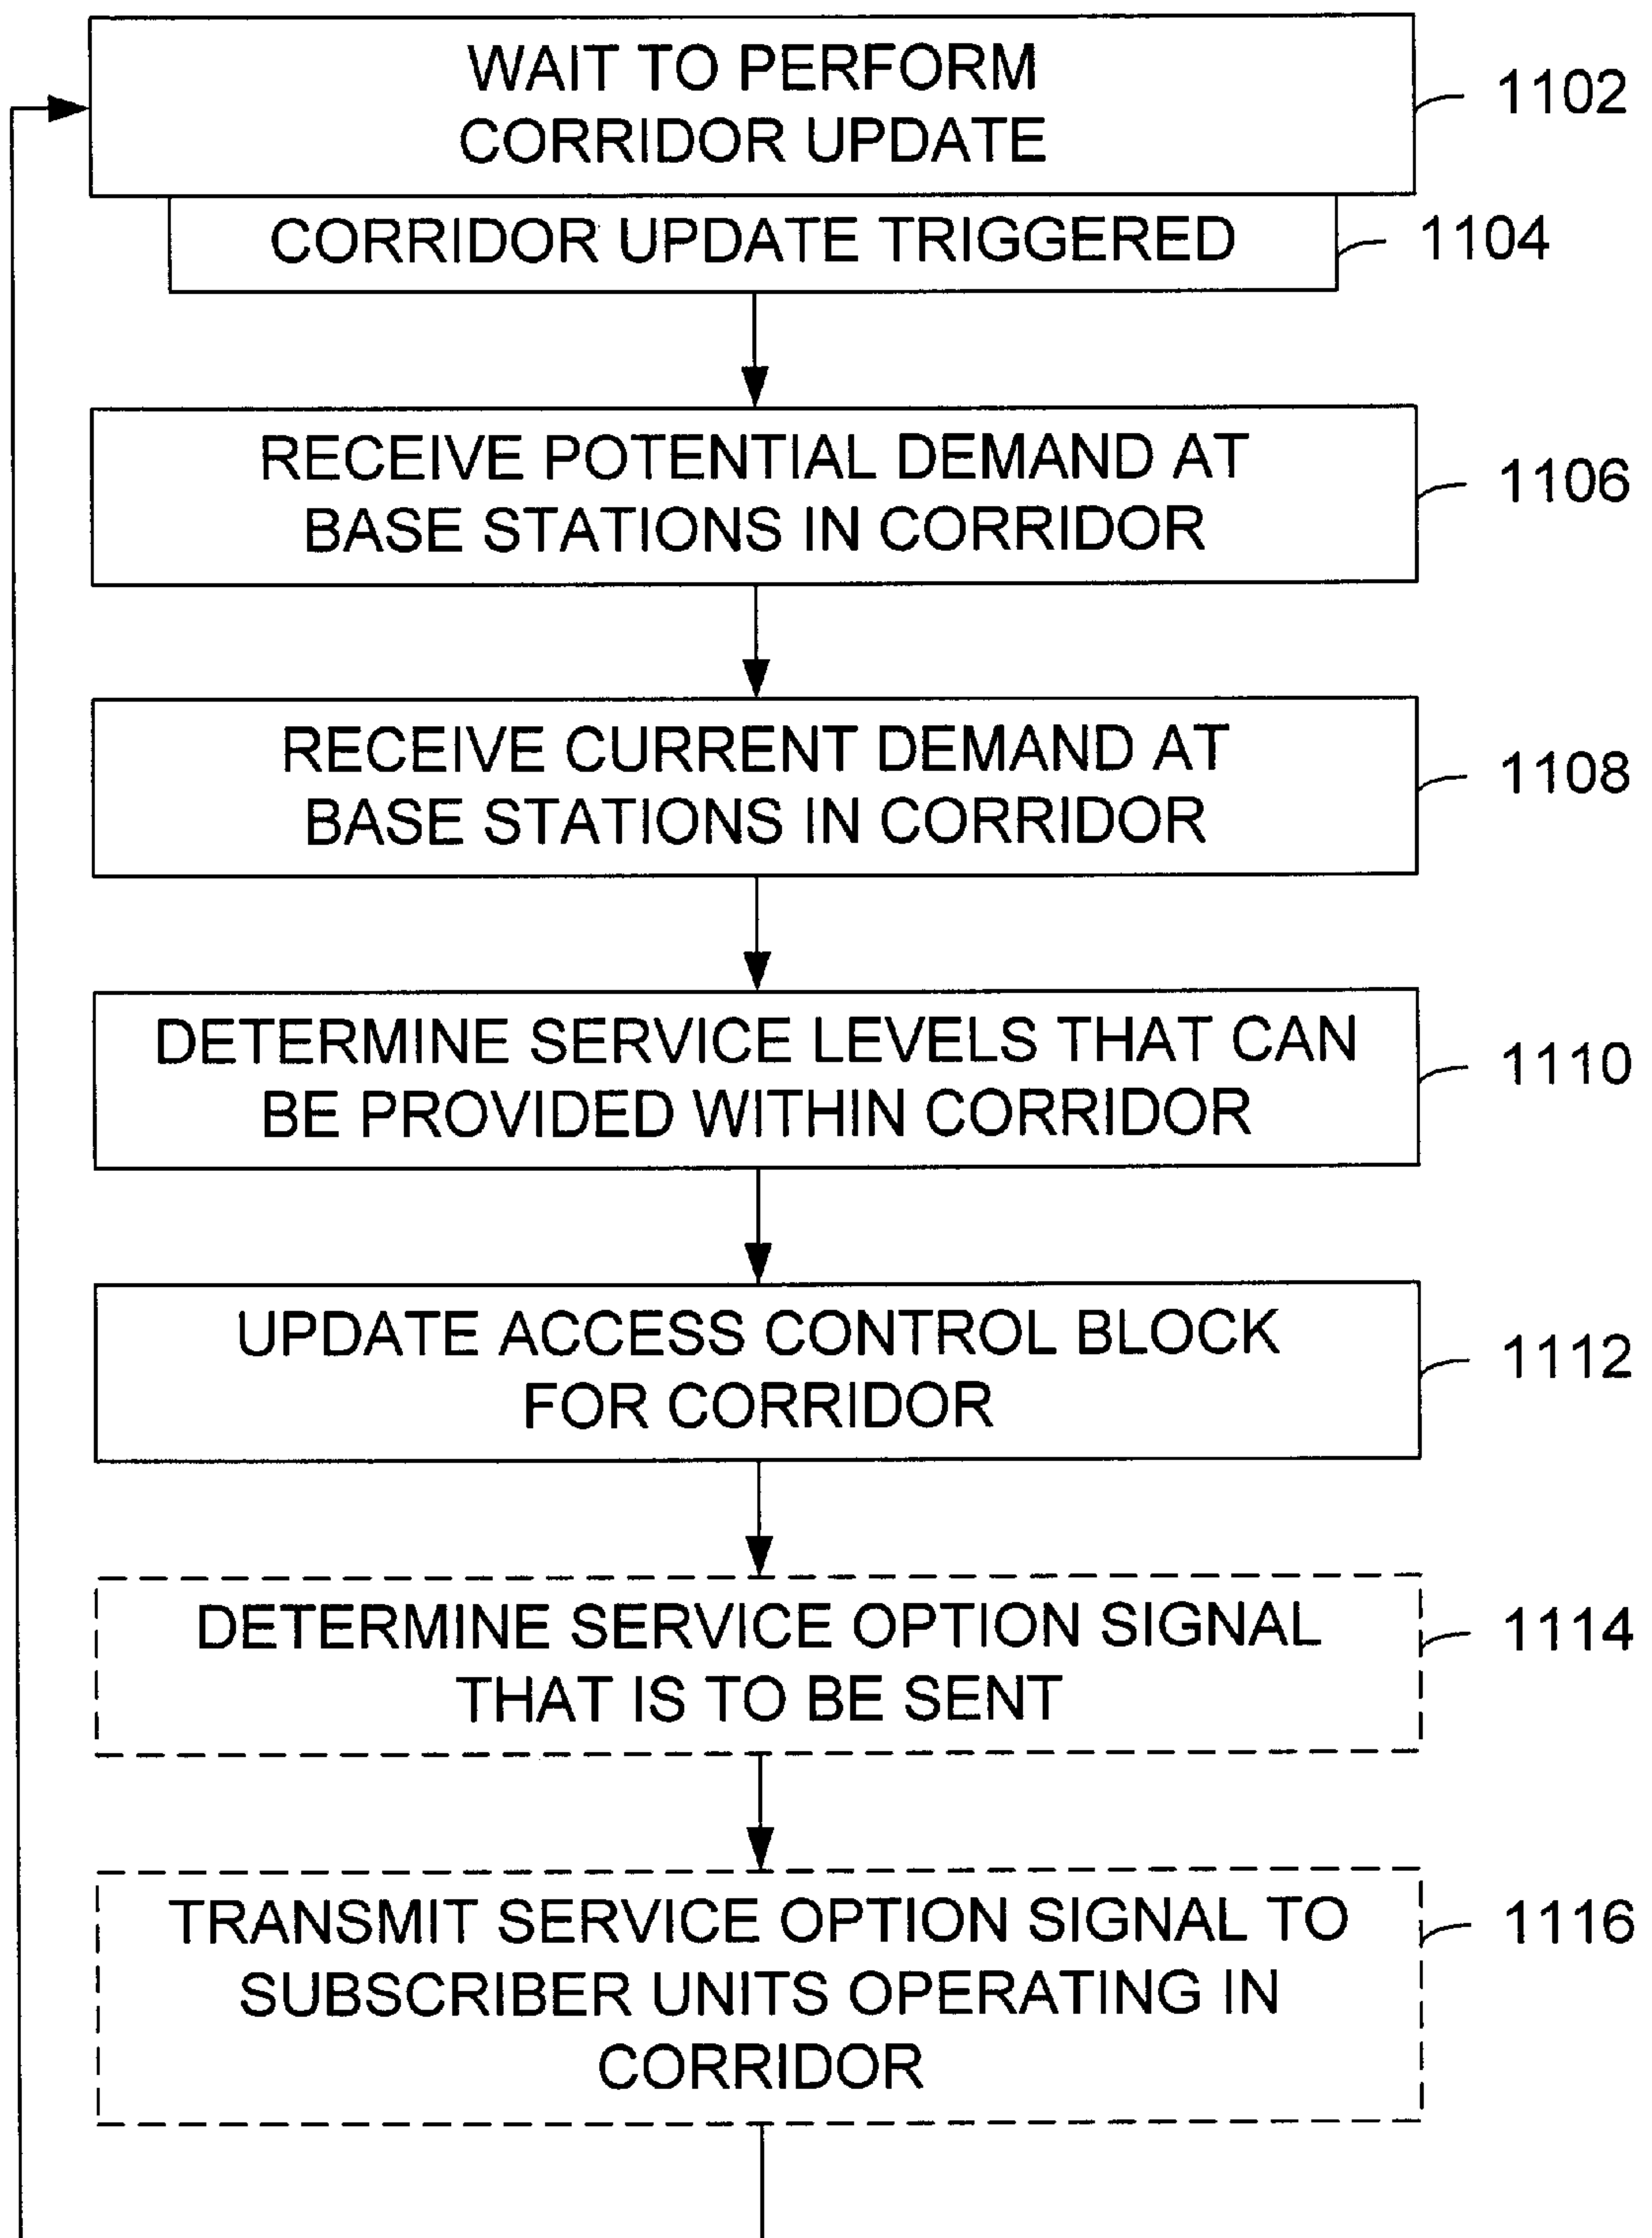 WAIT TO PERFORM
CORRIDOR UPDATE
1102
CORRIDOR UPDATE TRIGGERED
1104
RECEIVE POTENTIAL DEMAND AT
BASE STATIONS IN CORRIDOR
1106
RECEIVE CURRENT DEMAND AT
BASE STATIONS IN CORRIDOR
1108
DETERMINE SERVICE LEVELS THAT CAN
BE PROVIDED WITHIN CORRIDOR
1110
UPDATE ACCESS CONTROL BLOCK
FOR CORRIDOR
1112
DETERMINE SERVICE OPTION SIGNAL
THAT IS TO BE SENT
1114
TRANSMIT SERVICE OPTION SIGNAL TO
SUBSCRIBER UNITS OPERATING IN
CORRIDOR
1116